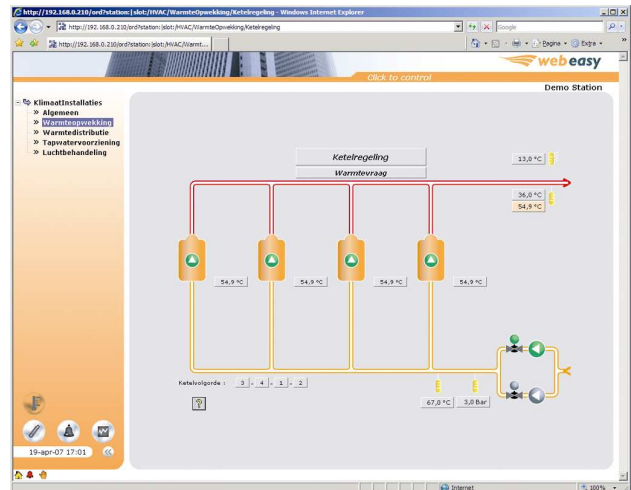 http://192.168.0.210/ord?station:|slot:/HVAC/WarmteOpwekking/Ketelregeling - Windows Internet Explorer
http://192.168.0.210/ord?station:|slot:/HVAC/WarmteOpwekking/Ketelregeling
Google
http://192.168.0.210/ord?station:|slot:/HVAC/Warmt...
Pagina
Extra
webeasy
Click to control
Demo Station
KlimaatInstallaties
» Algemeen
» Warmteopwekking
» Warmtedistributie
» Tapwatervoorziening
» Luchtbehandeling
Ketelregeling
Warmtevraag
13,0 °C
36,0 °C
54,9 °C
54,9 °C
54,9 °C
54,9 °C
54,9 °C
Ketelvolgorde : 3 - 4 - 1 - 2
?
67,0 °C
3,0 Bar
19-apr-07 17:01
Internet
100%